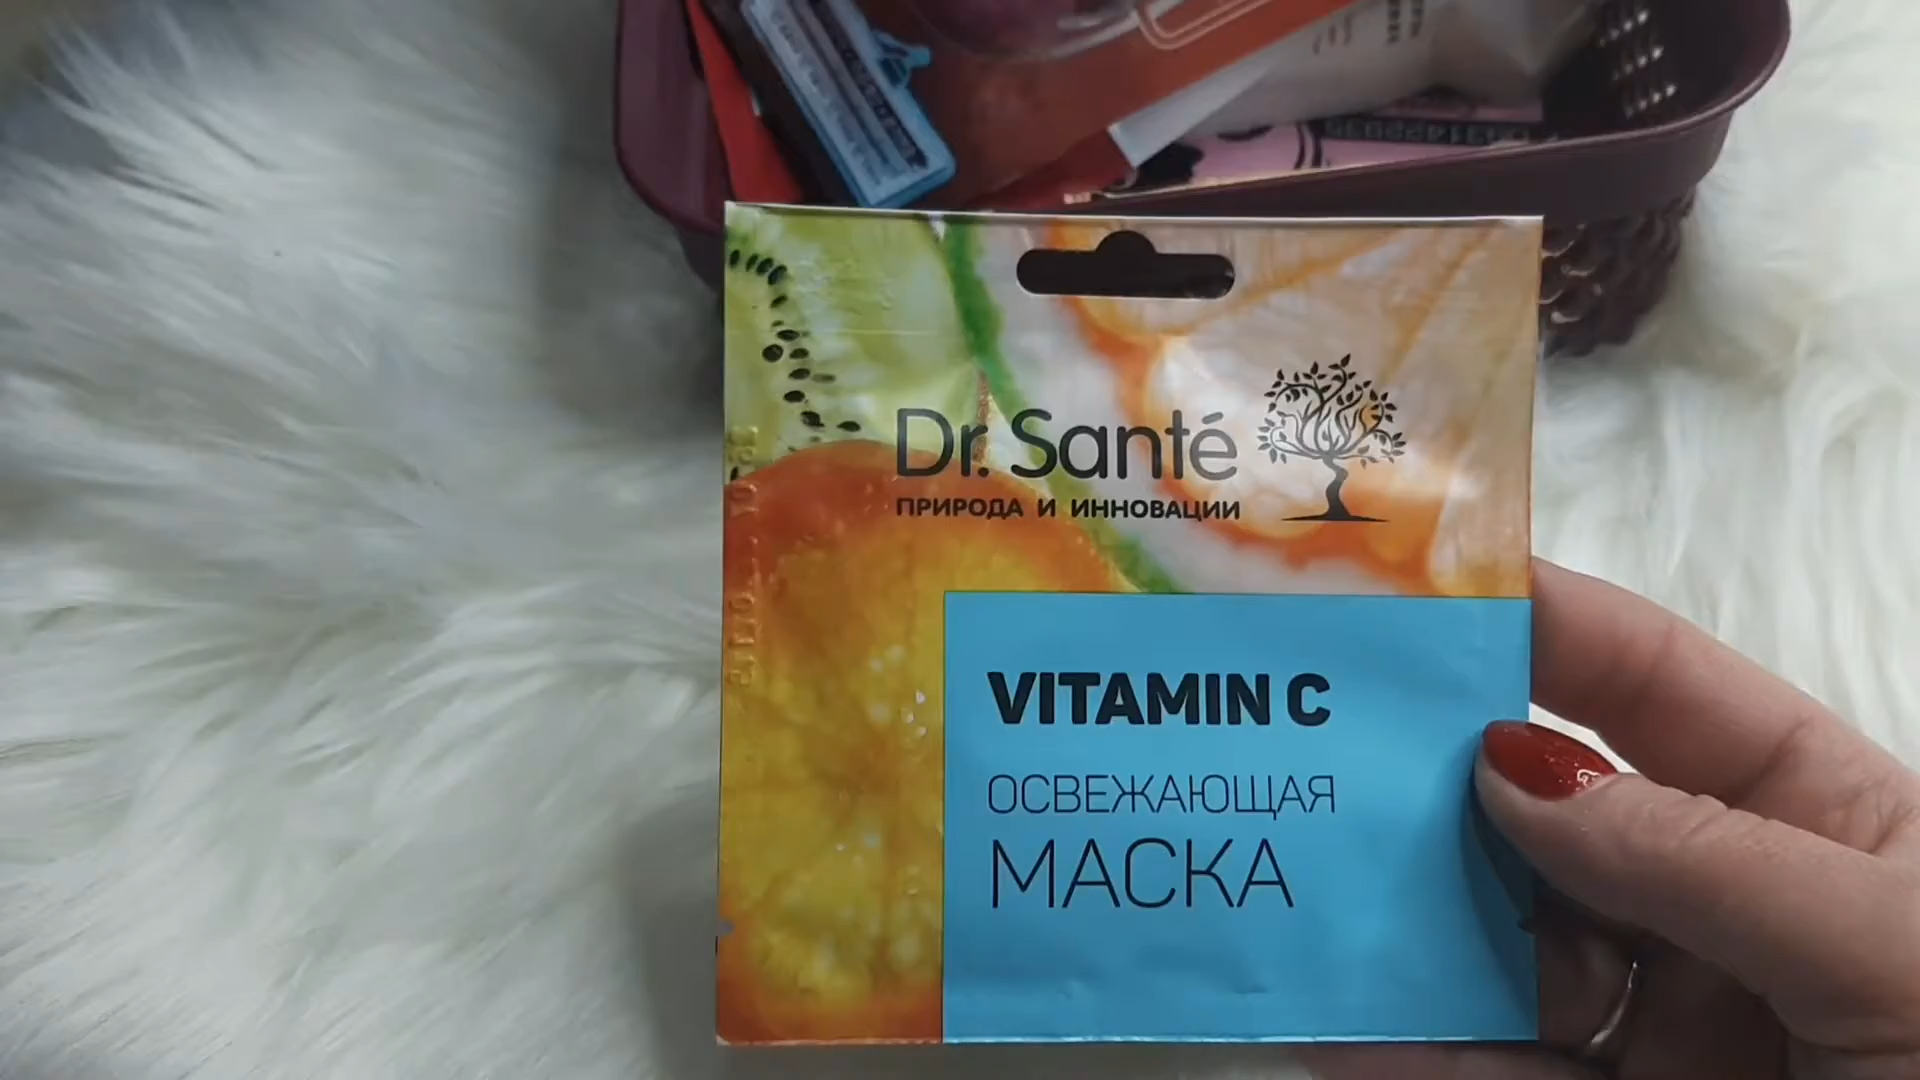 Dr. Santé
ПРИРОДА И ИННОВАЦИИ
VITAMIN C
ОСВЕЖАЮЩАЯ
МАСКА